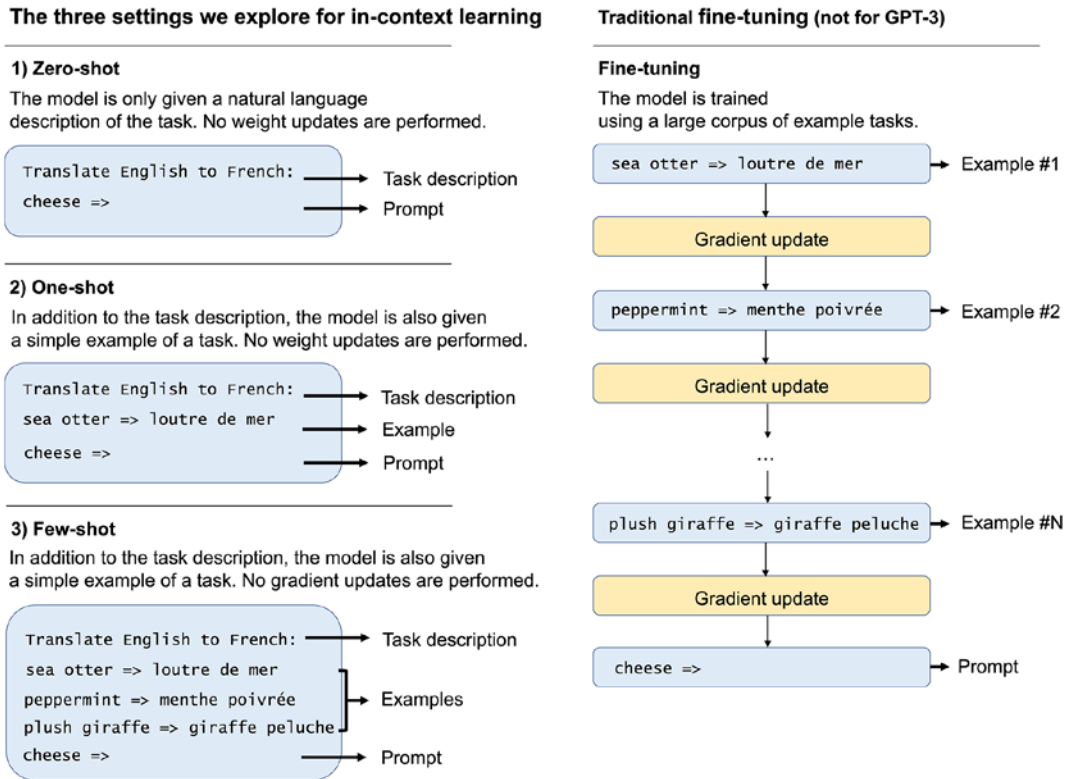 The three settings we explore for in-context learning
1) Zero-shot
The model is only given a natural language
description of the task. No weight updates are performed.
Translate English to French:
Task description
cheese =>
Prompt
2) One-shot
In addition to the task description, the model is also given
a simple example of a task. No weight updates are performed.
Translate English to French:
Task description
sea otter => loutre de mer
Example
cheese =>
Prompt
3) Few-shot
In addition to the task description, the model is also given
a simple example of a task. No gradient updates are performed.
Translate English to French:
Task description
sea otter => loutre de mer
peppermint => menthe poivrée
Examples
plush giraffe => giraffe peluche
cheese =>
Prompt
Traditional fine-tuning (not for GPT-3)
Fine-tuning
The model is trained
using a large corpus of example tasks.
sea otter => loutre de mer
Example #1
Gradient update
peppermint => menthe poivrée
Example #2
Gradient update
...
plush giraffe => giraffe peluche
Example #N
Gradient update
cheese =>
Prompt